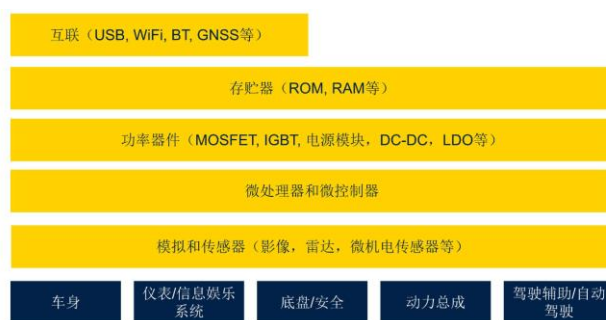 互联（USB, WiFi, BT, GNSS等）
存贮器（ROM, RAM等）
功率器件（MOSFET, IGBT, 电源模块，DC-DC，LDO等）
微处理器和微控制器
模拟和传感器（影像，雷达，微机电传感器等）
车身
仪表/信息娱乐
系统
底盘/安全
动力总成
驾驶辅助/自动
驾驶